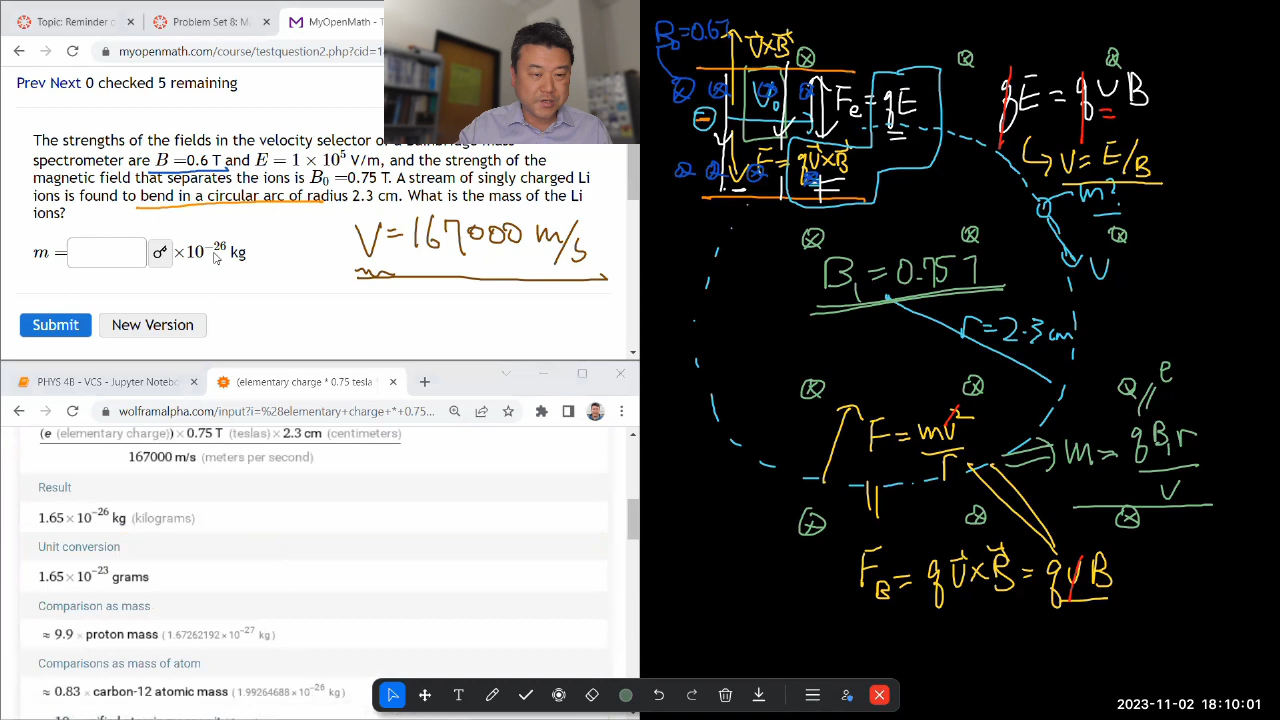 Topic: Reminder o
Problem Set 8: M
MyOpenMath - T
myopenmath.com/course/testquestion2.php?cid=1
Prev Next 0 checked 5 remaining
The strengths of the fields in the velocity selector of a
spectrometer are B =0.6 T and E = 1 × 10⁵ V/m, and the strength of the
magnetic field that separates the ions is B₀ =0.75 T. A stream of singly charged Li
ions is found to bend in a circular arc of radius 2.3 cm. What is the mass of the Li
ions?
m = ×10⁻²⁶ kg
V = 167000 m/s
Submit
New Version
PHYS 4B - VCS - Jupyter Notebo
(elementary charge * 0.75 tesla
wolframalpha.com/input?i=%28elementary+charge+*+0.75...
(e (elementary charge)) × 0.75 T (teslas) × 2.3 cm (centimeters)
167000 m/s (meters per second)
Result
1.65×10⁻²⁶ kg (kilograms)
Unit conversion
1.65×10⁻²³ grams
Comparison as mass
≈ 9.9 × proton mass (1.67262192×10⁻²⁷ kg)
Comparisons as mass of atom
≈ 0.83 × carbon-12 atomic mass (1.99264688×10⁻²⁶ kg)
V⃗×B⃗
V₀
Fₑ = qE
F = qV⃗×B⃗
qE = qvB
V = E/B
m?
V
B₁ = 0.75T
r = 2.3 cm
F = mv²/r
e
m = qB₁r/v
F_B = qV⃗×B⃗ = qvB
T
2023-11-02 18:10:01